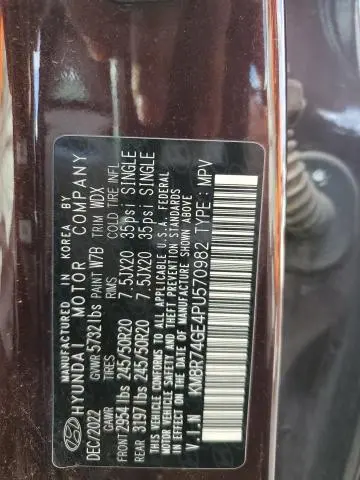 MANUFACTURED IN KOREA BY
HYUNDAI MOTOR COMPANY
DEC/2022 GVWR 5732 lbs PAINT W7B TRIM WDX
GAWR TIRES RIMS COLD TIRE INFL
FRONT 2954 lbs 245/50R20 7.5JX20 35psi SINGLE
REAR 3197 lbs 245/50R20 7.5JX20 35psi SINGLE
THIS VEHICLE CONFORMS TO ALL APPLICABLE U.S.A. FEDERAL
MOTOR VEHICLE SAFETY AND THEFT PREVENTION STANDARDS
IN EFFECT ON THE DATE OF MANUFACTURE SHOWN ABOVE.
V.I.N : KM8R74GE4PU570982 TYPE: MPV